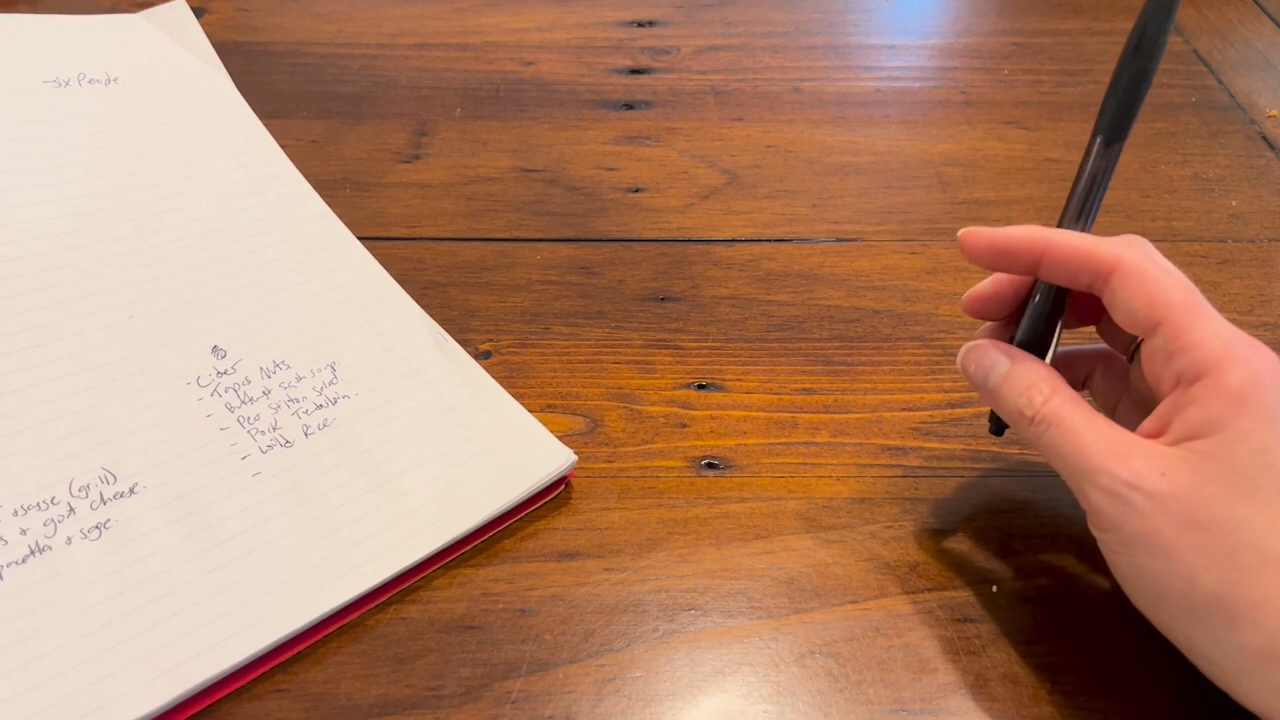 -six People
- Cider
- Tapas Nuts
- Butternut squash soup
- Pear stilton salad
- Pork Tenderloin.
- Wild Rice.
-
(grill)
& goat cheese.
& sage.